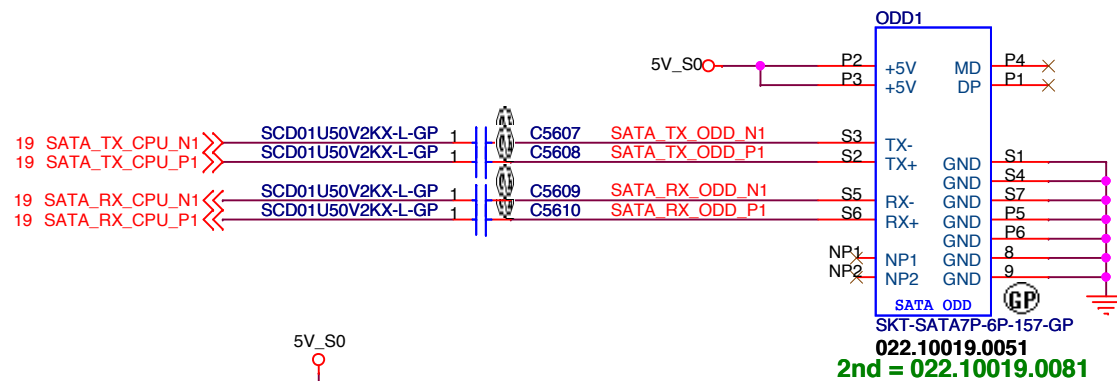 ODD1
5V_S0
P2 +5V MD P4
P3 +5V DP P1
19 SATA_TX_CPU_N1 SCD01U50V2KX-L-GP 1 C5607 SATA_TX_ODD_N1 S3 TX-
19 SATA_TX_CPU_P1 SCD01U50V2KX-L-GP 1 C5608 SATA_TX_ODD_P1 S2 TX+ GND S1
GND S4
19 SATA_RX_CPU_N1 SCD01U50V2KX-L-GP 1 C5609 SATA_RX_ODD_N1 S5 RX- GND S7
19 SATA_RX_CPU_P1 SCD01U50V2KX-L-GP 1 C5610 SATA_RX_ODD_P1 S6 RX+ GND P5
GND P6
NP1 NP1 GND 8
NP2 NP2 GND 9
SATA ODD GP
SKT-SATA7P-6P-157-GP
022.10019.0051
2nd = 022.10019.0081
5V_S0